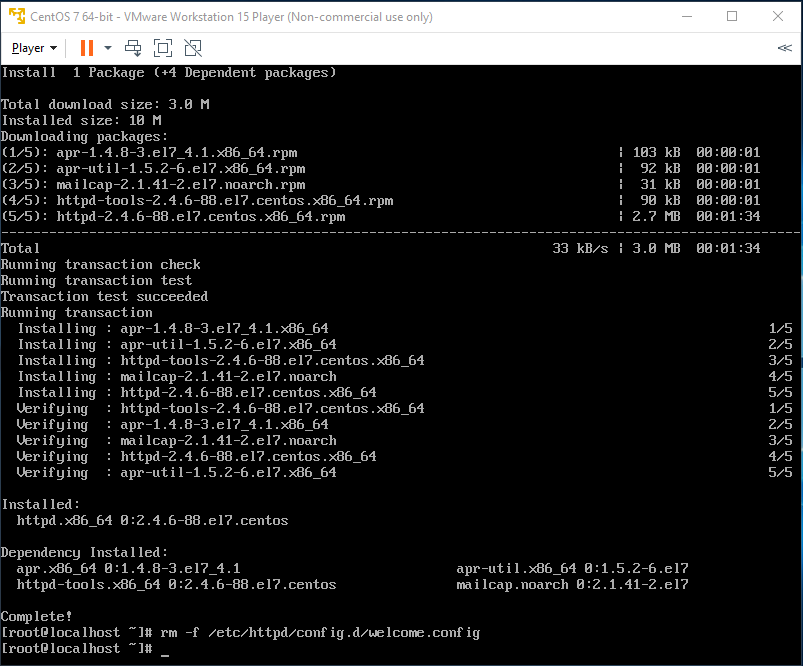 CentOS 7 64-bit - VMware Workstation 15 Player (Non-commercial use only)
Player
Install  1 Package (+4 Dependent packages)
Total download size: 3.0 M
Installed size: 10 M
Downloading packages:
(1/5): apr-1.4.8-3.el7_4.1.x86_64.rpm | 103 kB  00:00:01
(2/5): apr-util-1.5.2-6.el7.x86_64.rpm | 92 kB  00:00:01
(3/5): mailcap-2.1.41-2.el7.noarch.rpm | 31 kB  00:00:01
(4/5): httpd-tools-2.4.6-88.el7.centos.x86_64.rpm | 90 kB  00:00:01
(5/5): httpd-2.4.6-88.el7.centos.x86_64.rpm | 2.7 MB  00:01:34
--------------------------------------------------------------------------------
Total 33 kB/s | 3.0 MB  00:01:34
Running transaction check
Running transaction test
Transaction test succeeded
Running transaction
  Installing : apr-1.4.8-3.el7_4.1.x86_64 1/5
  Installing : apr-util-1.5.2-6.el7.x86_64 2/5
  Installing : httpd-tools-2.4.6-88.el7.centos.x86_64 3/5
  Installing : mailcap-2.1.41-2.el7.noarch 4/5
  Installing : httpd-2.4.6-88.el7.centos.x86_64 5/5
  Verifying  : httpd-tools-2.4.6-88.el7.centos.x86_64 1/5
  Verifying  : apr-1.4.8-3.el7_4.1.x86_64 2/5
  Verifying  : mailcap-2.1.41-2.el7.noarch 3/5
  Verifying  : httpd-2.4.6-88.el7.centos.x86_64 4/5
  Verifying  : apr-util-1.5.2-6.el7.x86_64 5/5
Installed:
  httpd.x86_64 0:2.4.6-88.el7.centos
Dependency Installed:
  apr.x86_64 0:1.4.8-3.el7_4.1 apr-util.x86_64 0:1.5.2-6.el7
  httpd-tools.x86_64 0:2.4.6-88.el7.centos mailcap.noarch 0:2.1.41-2.el7
Complete!
[root@localhost ~]# rm -f /etc/httpd/config.d/welcome.config
[root@localhost ~]# _